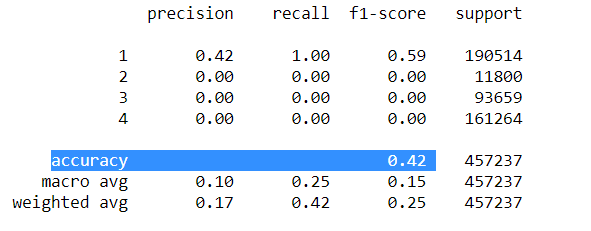 precision recall f1-score support
1 0.42 1.00 0.59 190514
2 0.00 0.00 0.00 11800
3 0.00 0.00 0.00 93659
4 0.00 0.00 0.00 161264
accuracy 0.42 457237
macro avg 0.10 0.25 0.15 457237
weighted avg 0.17 0.42 0.25 457237